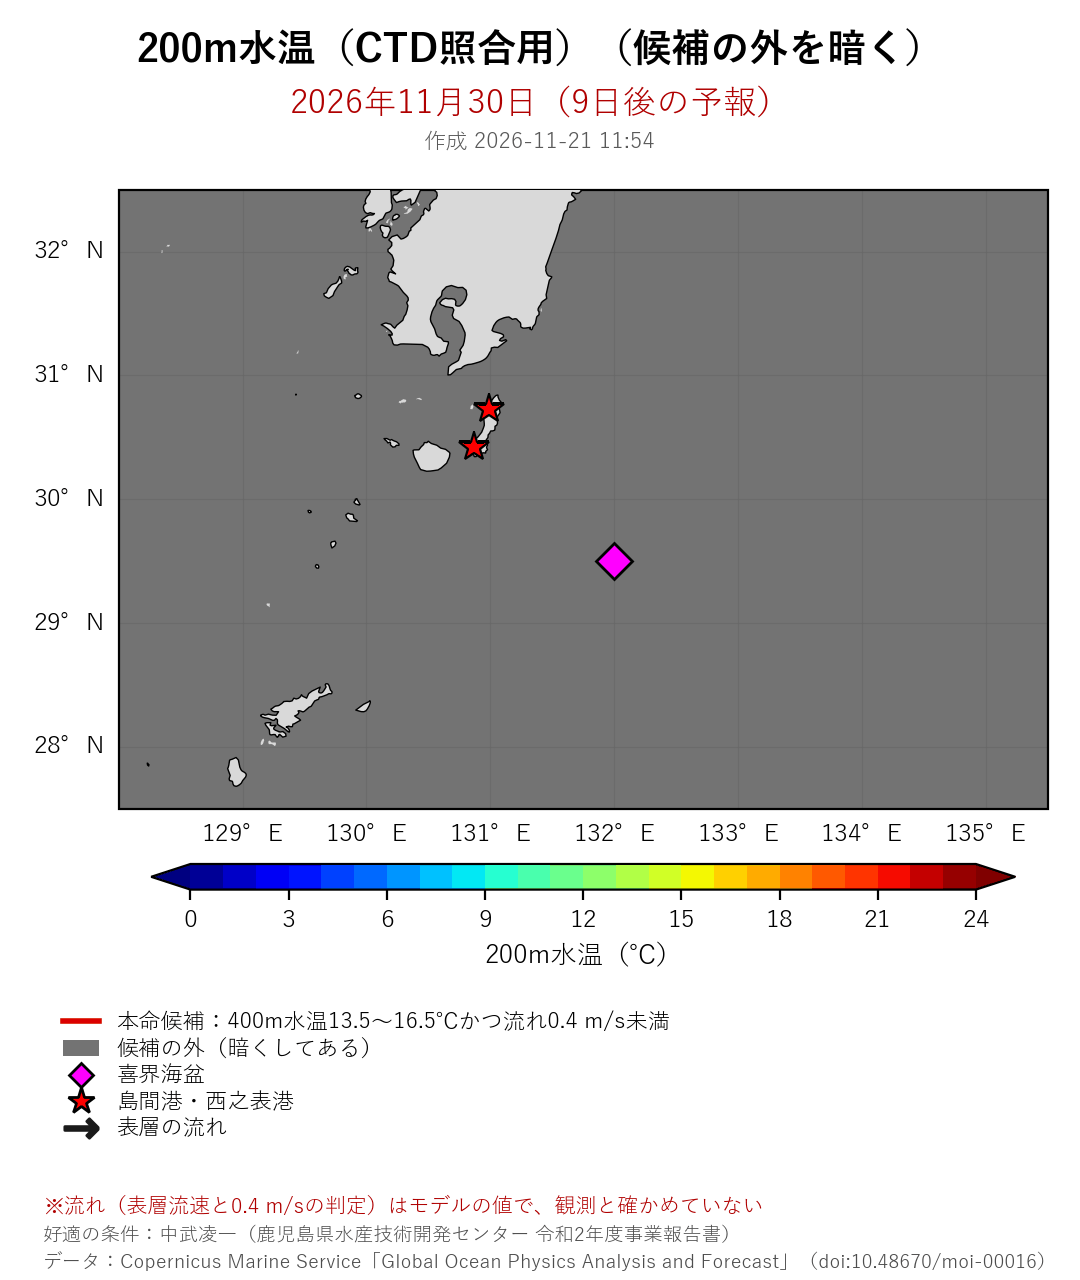 200m水温（CTD照合用）（候補の外を暗く）
2026年11月30日（9日後の予報）
作成 2026-11-21 11:54
32° N
31° N
30° N
29° N
28° N
129° E 130° E 131° E 132° E 133° E 134° E 135° E
0 3 6 9 12 15 18 21 24
200m水温（℃）
本命候補：400m水温13.5～16.5℃かつ流れ0.4 m/s未満
候補の外（暗くしてある）
喜界海盆
島間港・西之表港
表層の流れ
※流れ（表層流速と0.4 m/sの判定）はモデルの値で、観測と確かめていない
好適の条件：中武凌一（鹿児島県水産技術開発センター 令和2年度事業報告書）
データ：Copernicus Marine Service「Global Ocean Physics Analysis and Forecast」（doi:10.48670/moi-00016）